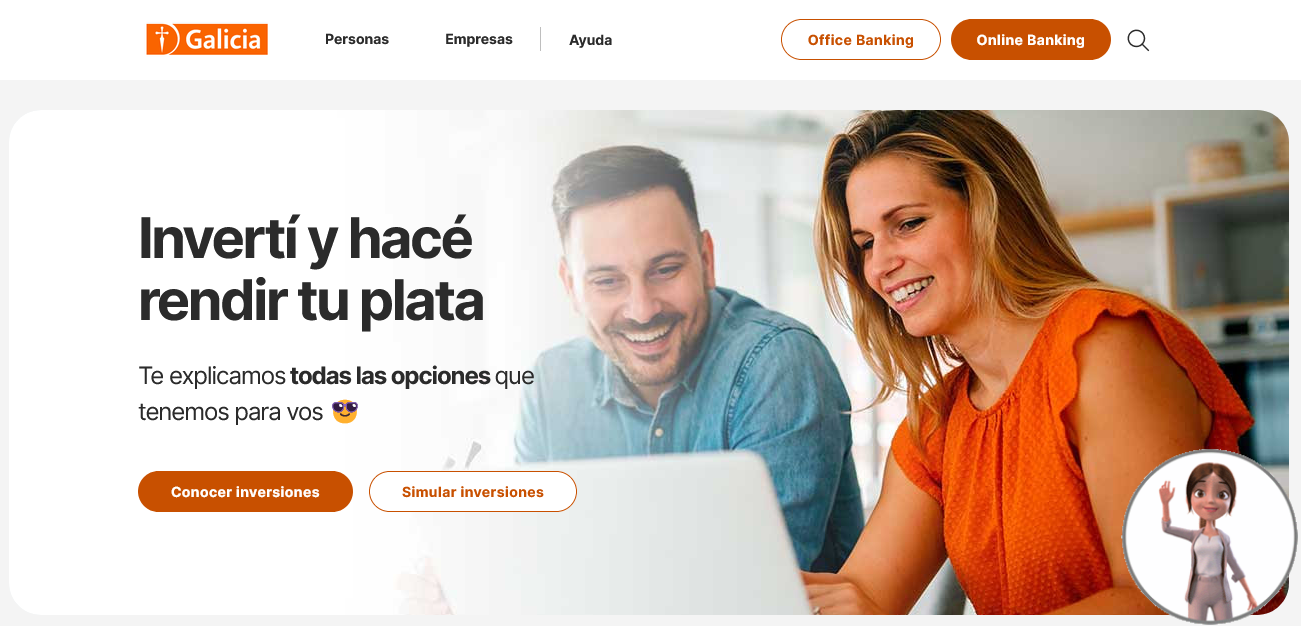 Galicia
Personas
Empresas
Ayuda
Office Banking
Online Banking
Invertí y hacé
rendir tu plata
Te explicamos todas las opciones que
tenemos para vos 😎
Conocer inversiones
Simular inversiones